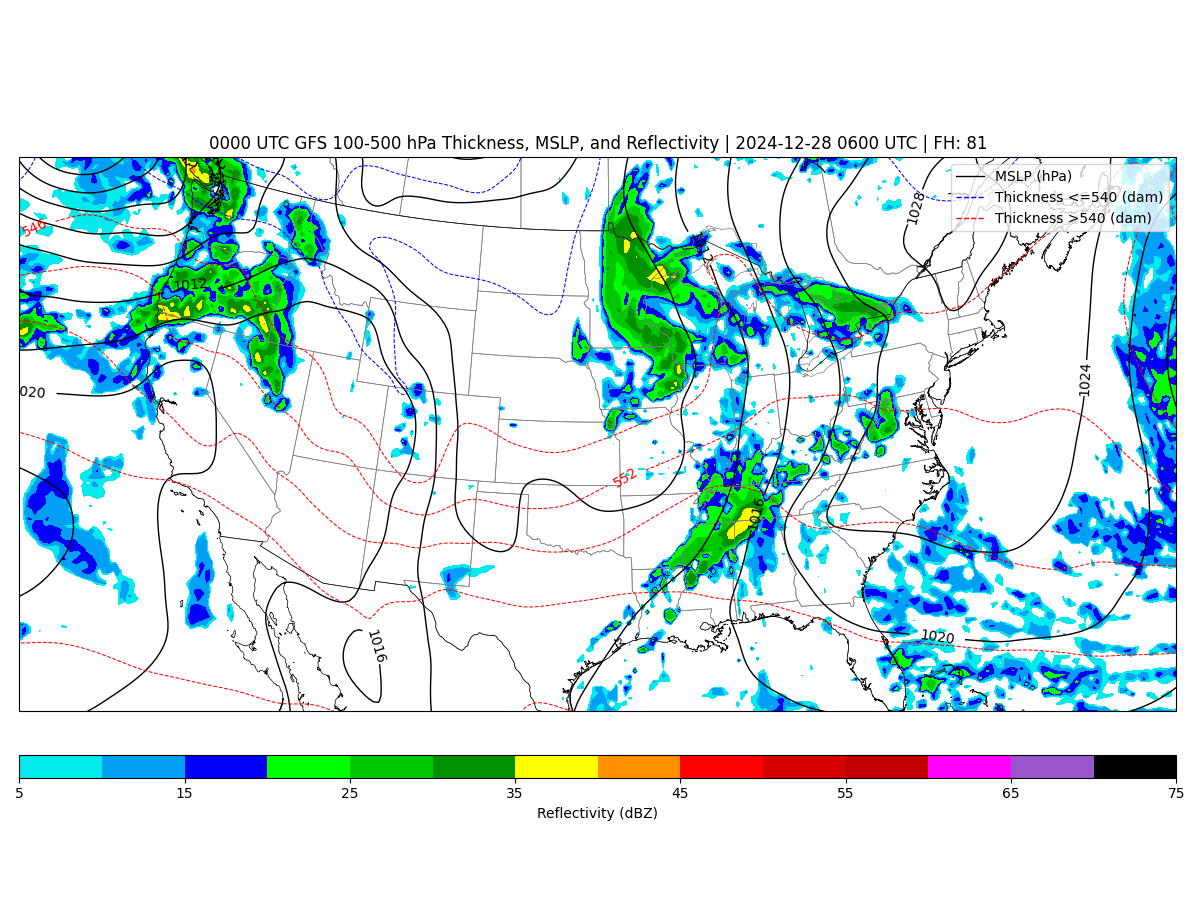 0000 UTC GFS 100-500 hPa Thickness, MSLP, and Reflectivity | 2024-12-28 0600 UTC | FH: 81
MSLP (hPa)
Thickness <=540 (dam)
Thickness >540 (dam)
1028
540
1012
1024
020
552
1016
1020
1016
5 15 25 35 45 55 65 75
Reflectivity (dBZ)